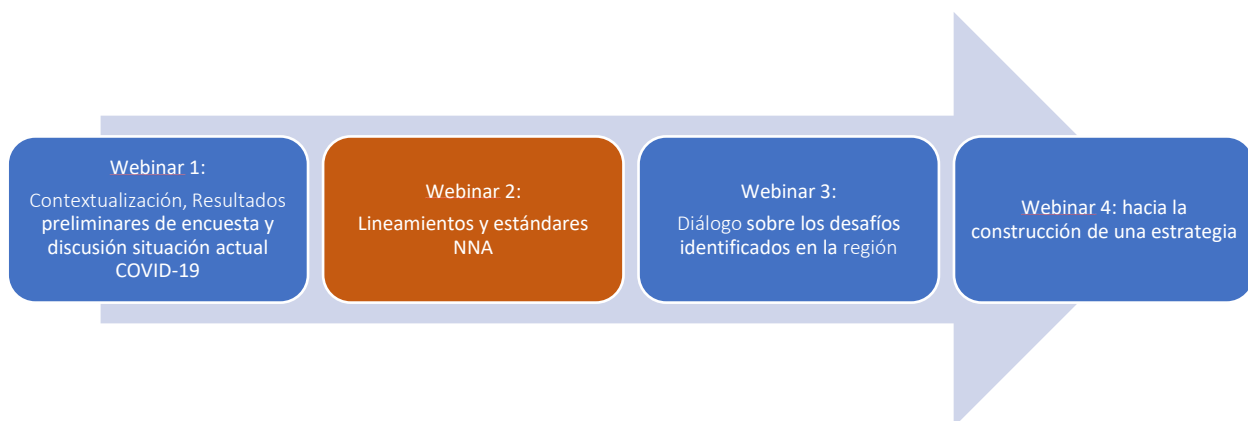 Webinar 1:
Contextualización, Resultados
preliminares de encuesta y
discusión situación actual
COVID-19
Webinar 2:
Lineamientos y estándares
NNA
Webinar 3:
Diálogo sobre los desafíos
identificados en la región
Webinar 4: hacia la
construcción de una estrategia